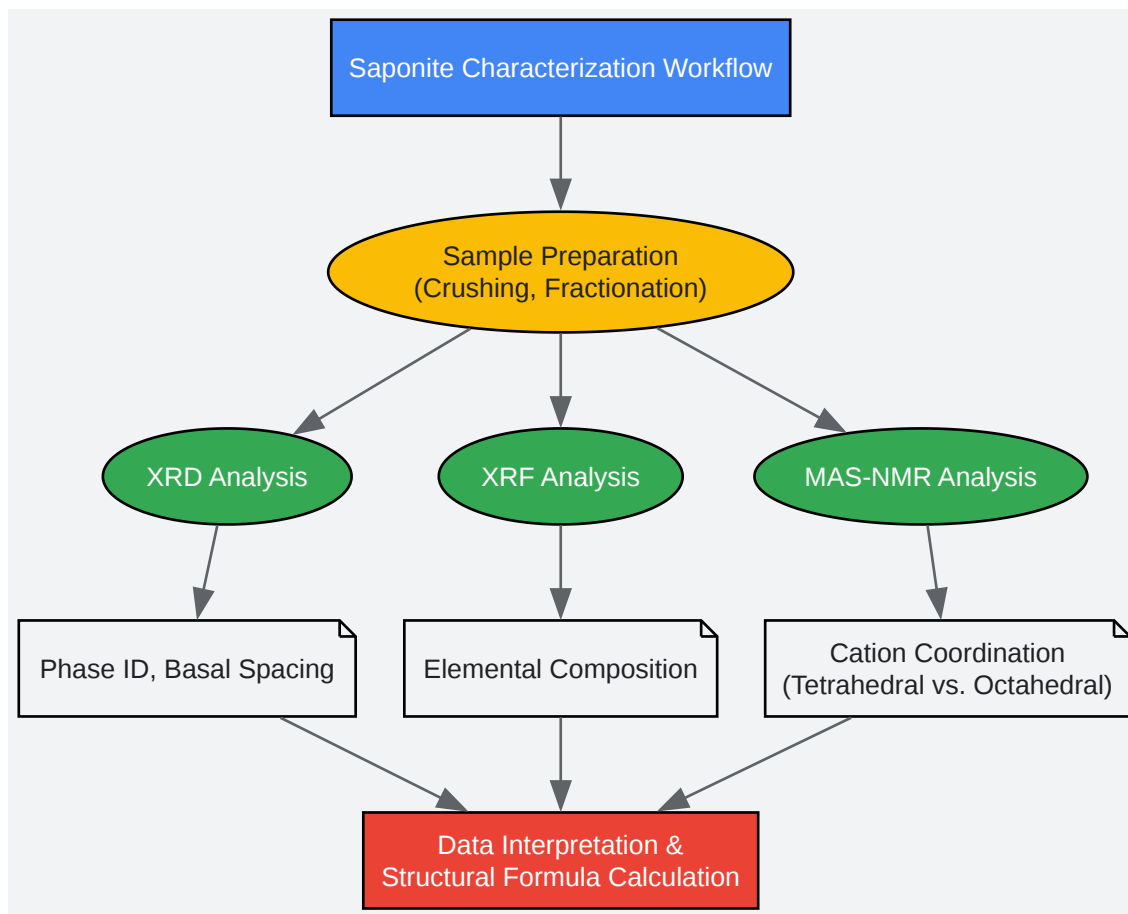 Saponite Characterization Workflow
Sample Preparation
(Crushing, Fractionation)
XRD Analysis
XRF Analysis
MAS-NMR Analysis
Phase ID, Basal Spacing
Elemental Composition
Cation Coordination
(Tetrahedral vs. Octahedral)
Data Interpretation &
Structural Formula Calculation